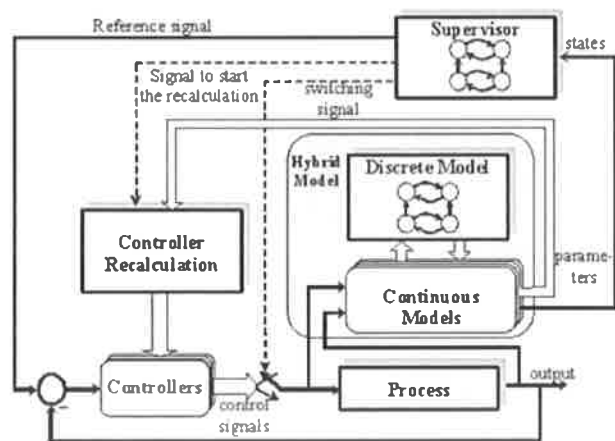 Reference signal
Supervisor
states
Signal to start
the recalculation
switching
signal
Hybrid
Model
Discrete Model
Controller
Recalculation
parame-
ters
Continuous
Models
Controllers
control
signals
Process
output
-